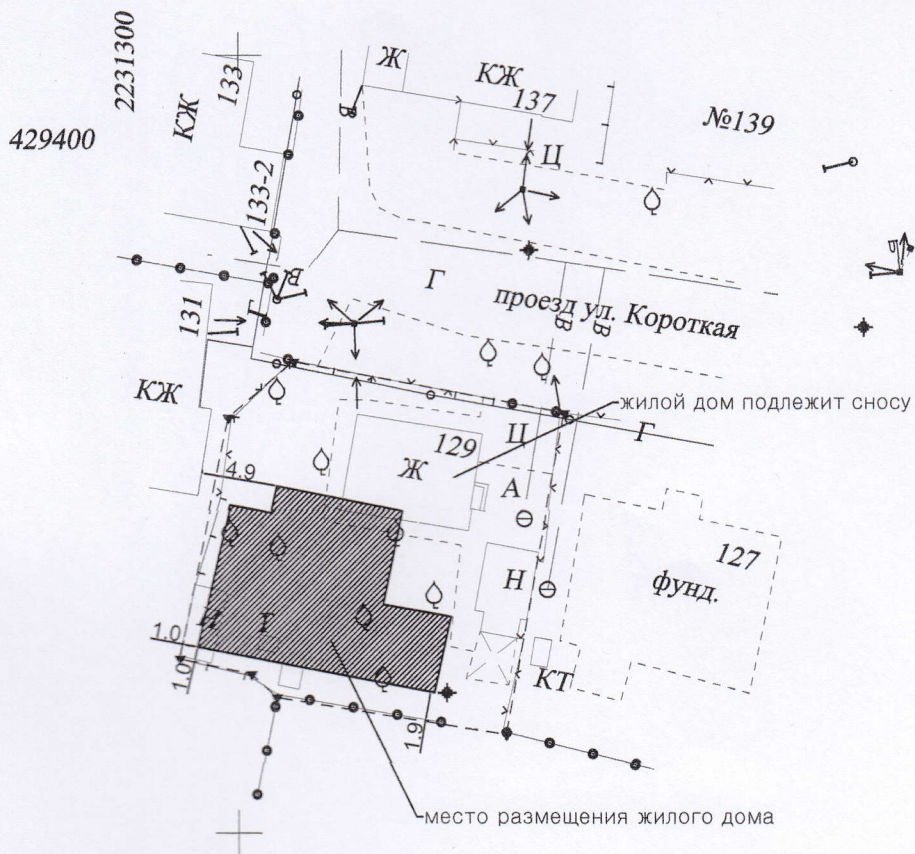 2231300
429400
КЖ
133
133-2
Ж
КЖ
137
Ц
№139
В
В
Г
проезд ул. Короткая
В
В
131
Г
КЖ
жилой дом подлежит сносу
Ц
Г
129
Ж
А
4.9
Н
127
фунд.
КТ
1.0
1.0
1.9
место размещения жилого дома